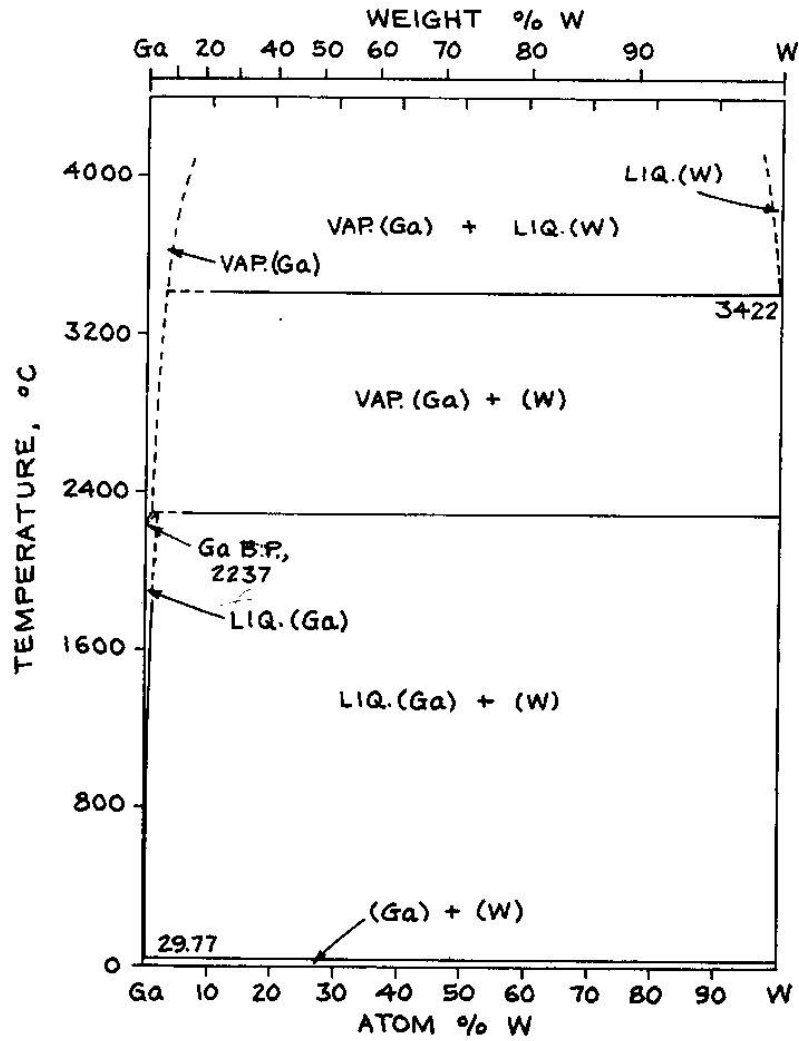 WEIGHT % W
Ga 20 40 50 60 70 80 90 W
4000
LIQ.(W)
VAP.(Ga) + LIQ.(W)
VAP.(Ga)
3422
3200
VAP.(Ga) + (W)
TEMPERATURE, °C
2400
Ga B.P.,
2237
LIQ.(Ga)
1600
LIQ.(Ga) + (W)
800
(Ga) + (W)
29.77
0
Ga 10 20 30 40 50 60 70 80 90 W
ATOM % W